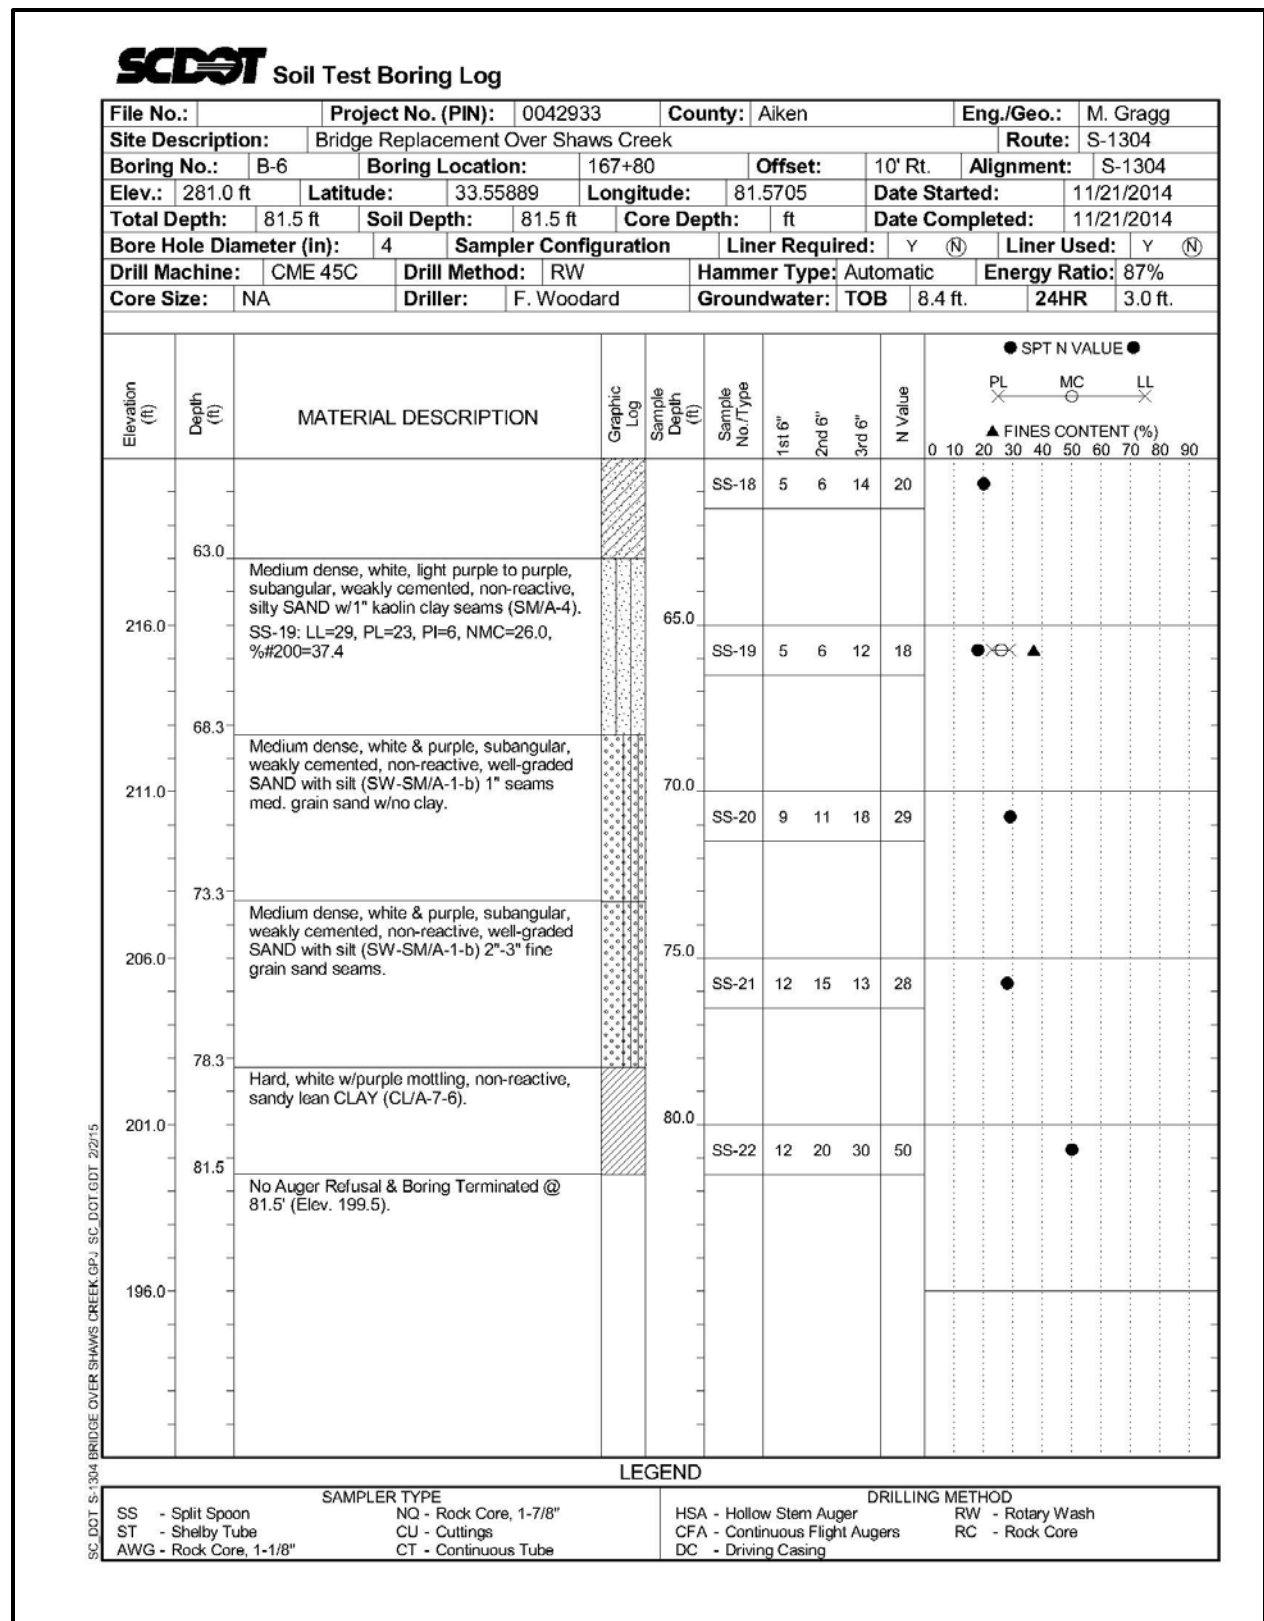 SCDOT Soil Test Boring Log
File No.: Project No. (PIN): 0042933 County: Aiken Eng./Geo.: M. Gragg
Site Description: Bridge Replacement Over Shaws Creek Route: S-1304
Boring No.: B-6 Boring Location: 167+80 Offset: 10' Rt. Alignment: S-1304
Elev.: 281.0 ft Latitude: 33.55889 Longitude: 81.5705 Date Started: 11/21/2014
Total Depth: 81.5 ft Soil Depth: 81.5 ft Core Depth: ft Date Completed: 11/21/2014
Bore Hole Diameter (in): 4 Sampler Configuration Liner Required: Y Ⓝ Liner Used: Y Ⓝ
Drill Machine: CME 45C Drill Method: RW Hammer Type: Automatic Energy Ratio: 87%
Core Size: NA Driller: F. Woodard Groundwater: TOB 8.4 ft. 24HR 3.0 ft.
Elevation (ft)
Depth (ft)
MATERIAL DESCRIPTION
Graphic Log
Sample Depth (ft)
Sample No./Type
1st 6"
2nd 6"
3rd 6"
N Value
● SPT N VALUE ●
PL MC LL
▲ FINES CONTENT (%)
0 10 20 30 40 50 60 70 80 90
SS-18 5 6 14 20
63.0
Medium dense, white, light purple to purple,
subangular, weakly cemented, non-reactive,
silty SAND w/1" kaolin clay seams (SM/A-4).
216.0 65.0
SS-19: LL=29, PL=23, PI=6, NMC=26.0,
%#200=37.4
SS-19 5 6 12 18
68.3
Medium dense, white & purple, subangular,
weakly cemented, non-reactive, well-graded
SAND with silt (SW-SM/A-1-b) 1" seams
med. grain sand w/no clay.
211.0 70.0
SS-20 9 11 18 29
73.3
Medium dense, white & purple, subangular,
weakly cemented, non-reactive, well-graded
SAND with silt (SW-SM/A-1-b) 2"-3" fine
grain sand seams.
206.0 75.0
SS-21 12 15 13 28
78.3
Hard, white w/purple mottling, non-reactive,
sandy lean CLAY (CL/A-7-6).
201.0 80.0
SS-22 12 20 30 50
81.5
No Auger Refusal & Boring Terminated @
81.5' (Elev. 199.5).
196.0
SC_DOT S-1304 BRIDGE OVER SHAWS CREEK.GPJ SC_DOT.GDT 2/2/15
LEGEND
SAMPLER TYPE DRILLING METHOD
SS - Split Spoon NQ - Rock Core, 1-7/8" HSA - Hollow Stem Auger RW - Rotary Wash
ST - Shelby Tube CU - Cuttings CFA - Continuous Flight Augers RC - Rock Core
AWG - Rock Core, 1-1/8" CT - Continuous Tube DC - Driving Casing